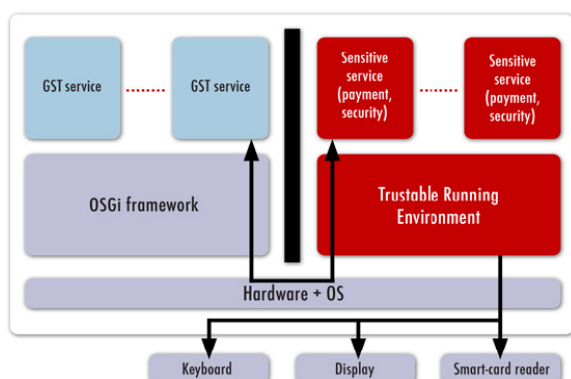 GST service
GST service
Sensitive
service
(payment,
security)
Sensitive
service
(payment,
security)
OSGi framework
Trustable Running
Environment
Hardware + OS
Keyboard
Display
Smart-card reader